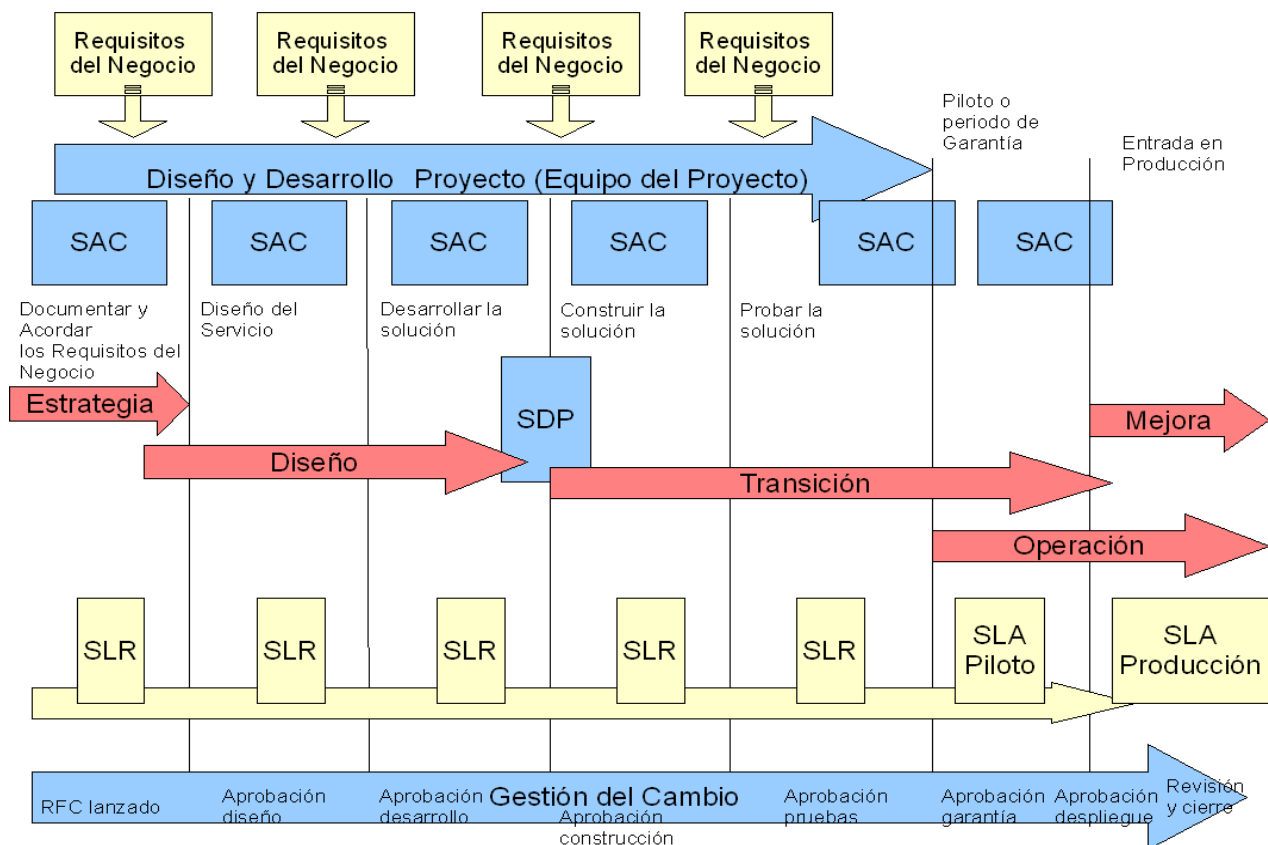 Requisitos
del Negocio
Requisitos
del Negocio
Requisitos
del Negocio
Requisitos
del Negocio
Piloto o
periodo de
Garantía
Entrada en
Producción
Diseño y Desarrollo Proyecto (Equipo del Proyecto)
SAC
SAC
SAC
SAC
SAC
SAC
Documentar y
Acordar
los Requisitos del
Negocio
Diseño del
Servicio
Desarrollar la
solución
Construir la
solución
Probar la
solución
Estrategia
SDP
Mejora
Diseño
Transición
Operación
SLR
SLR
SLR
SLR
SLR
SLA
Piloto
SLA
Producción
Gestión del Cambio
RFC lanzado
Aprobación
diseño
Aprobación
desarrollo
Aprobación
construcción
Aprobación
pruebas
Aprobación
garantía
Aprobación
despliegue
Revisión
y cierre